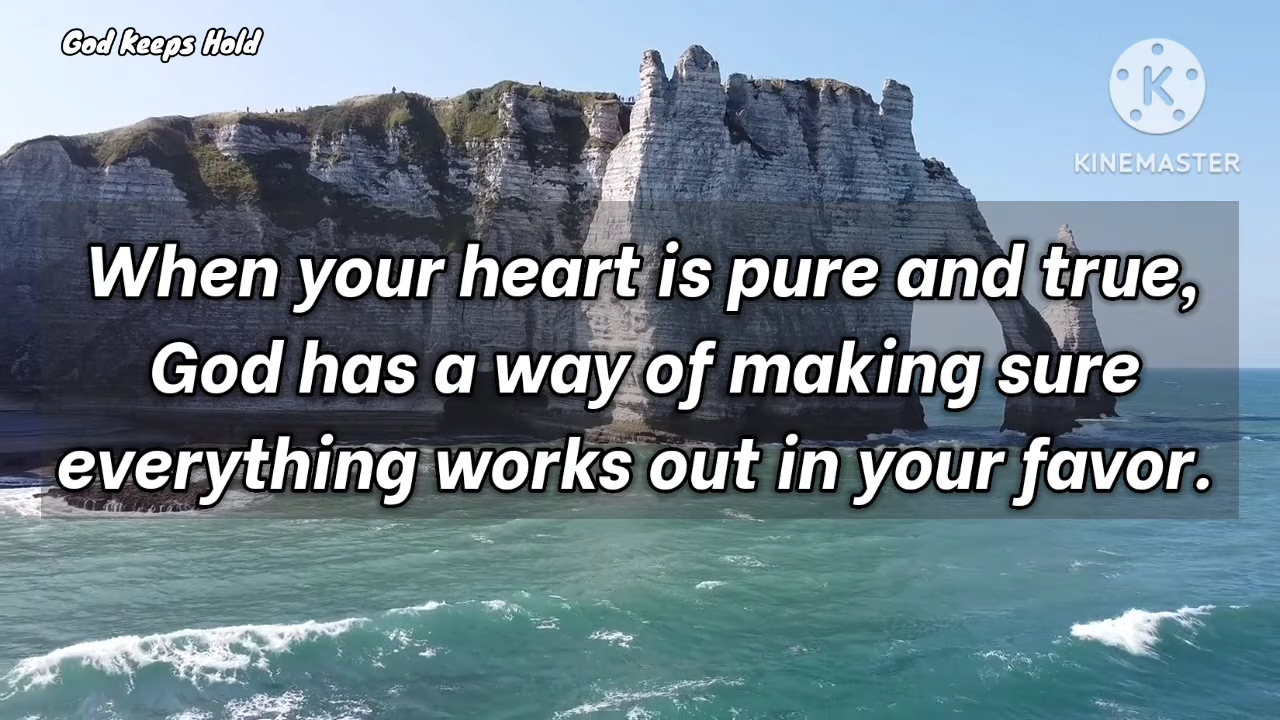 God Keeps Hold
KINEMASTER
When your heart is pure and true,
God has a way of making sure
everything works out in your favor.